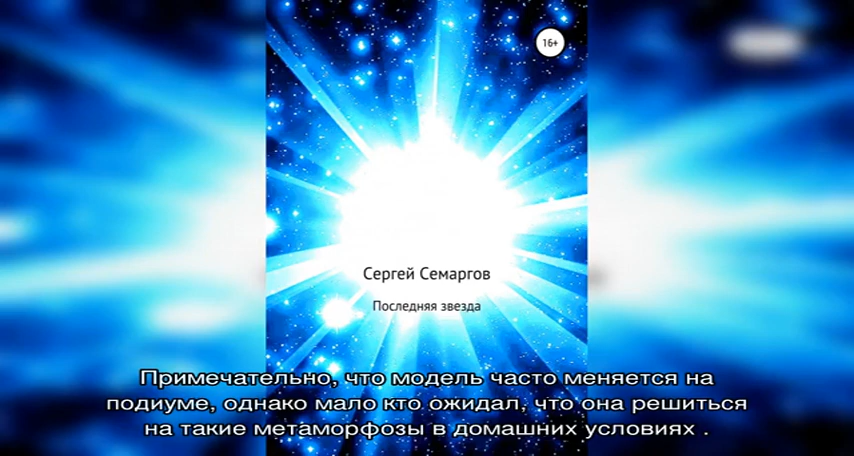 16+
Сергей Семаргов
Последняя звезда
Примечательно, что модель часто меняется на
подиуме, однако мало кто ожидал, что она решиться
на такие метаморфозы в домашних условиях .